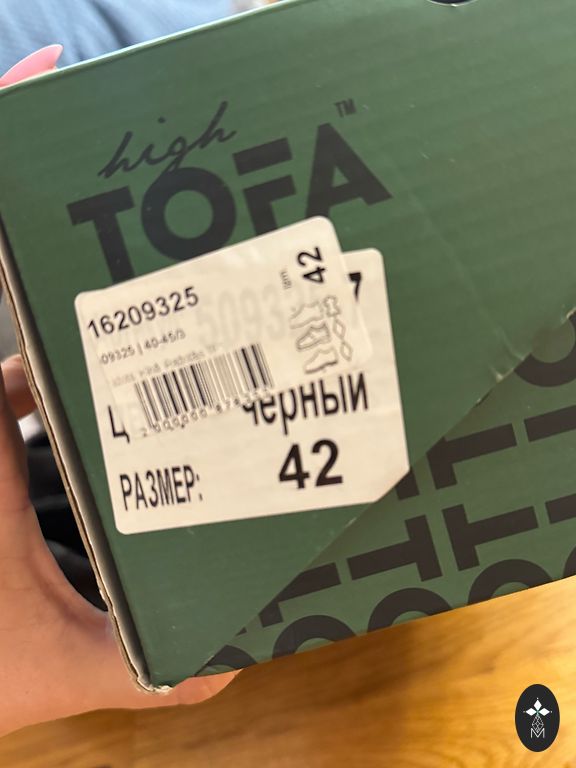 high
TOFA™
42
16209325
09325 | 40-45/3
черный
РАЗМЕР: 42
M